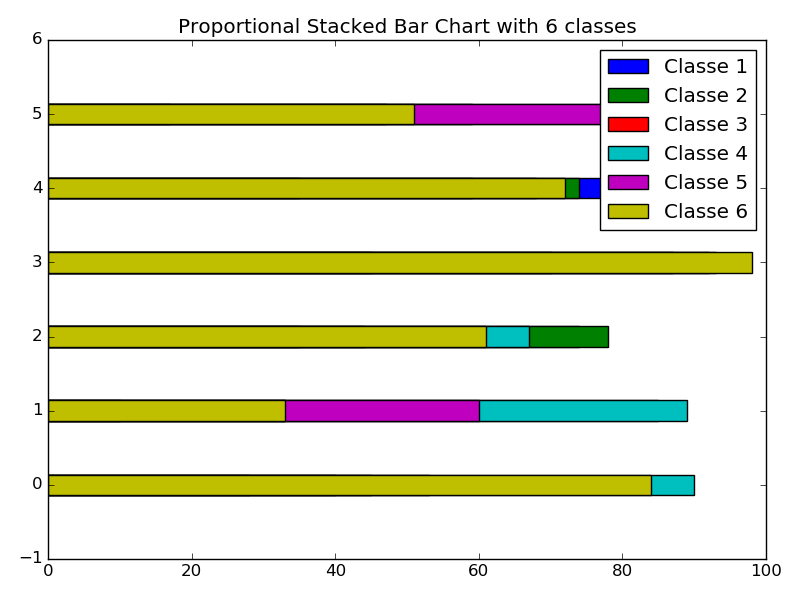 Proportional Stacked Bar Chart with 6 classes
6
5
4
3
2
1
0
−1
Classe 1
Classe 2
Classe 3
Classe 4
Classe 5
Classe 6
0 20 40 60 80 100